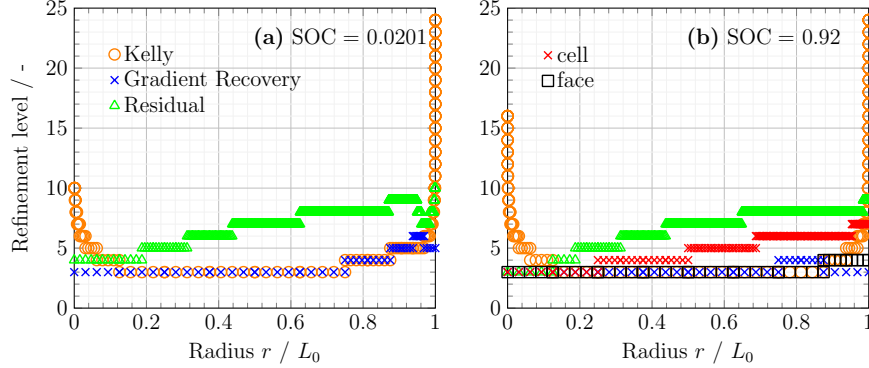 Refinement level / -
25
20
15
10
5
0
(a) SOC = 0.0201
Kelly
Gradient Recovery
Residual
0 0.2 0.4 0.6 0.8 1
Radius r / L₀
25
20
15
10
5
0
(b) SOC = 0.92
cell
face
0 0.2 0.4 0.6 0.8 1
Radius r / L₀